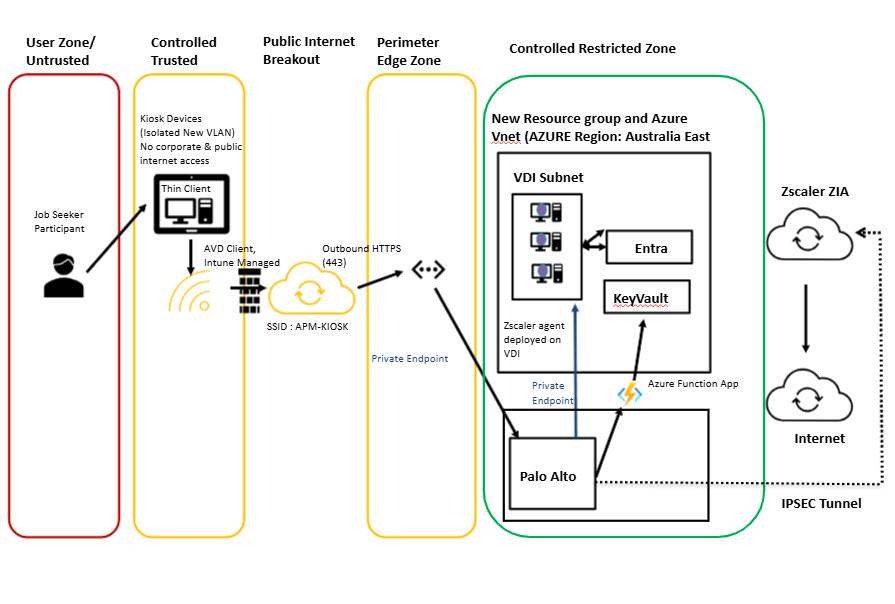 User Zone/
Untrusted
Controlled
Trusted
Public Internet
Breakout
Perimeter
Edge Zone
Controlled Restricted Zone
Kiosk Devices
(Isolated New VLAN)
No corporate & public
internet access
Thin Client
Job Seeker
Participant
AVD Client,
Intune Managed
Outbound HTTPS
(443)
SSID : APM-KIOSK
Private Endpoint
New Resource group and Azure
Vnet (AZURE Region: Australia East
VDI Subnet
Entra
KeyVault
Zscaler agent
deployed on
VDI
Private
Endpoint
Azure Function App
Palo Alto
Zscaler ZIA
Internet
IPSEC Tunnel